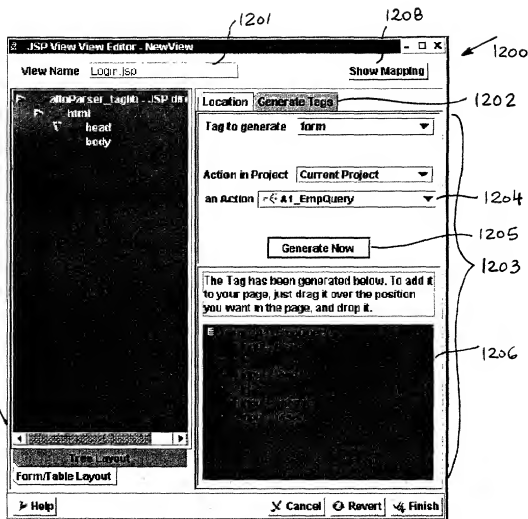 1201
1208
JSP View View Editor - NewView
1200
View Name Login.jsp
Show Mapping
Location Generate Tags
1202
html
head
body
Tag to generate form
Action in Project Current Project
an Action A1_EmpQuery
1204
Generate Now
1205
1203
The Tag has been generated below. To add it
to your page, just drag it over the position
you want in the page, and drop it.
1206
Tree Layout
Form/Table Layout
Help
Cancel Revert Finish